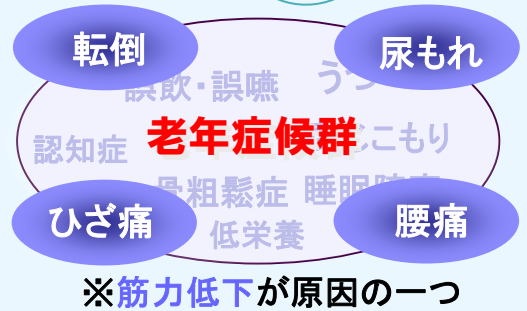 転倒
尿もれ
誤飲・誤嚥
うつ
認知症
老年症候群
じこもり
骨粗鬆症
睡眠障害
ひざ痛
腰痛
低栄養
※筋力低下が原因の一つ